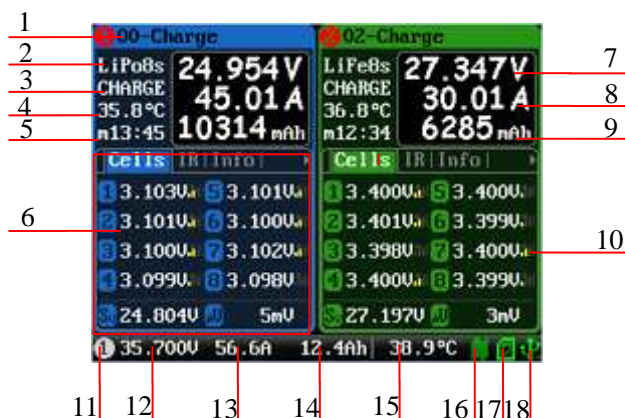 1
2
3
4
5
6
7
8
9
10
11 12 13 14 15 16 17 18
00-Charge
LiPo8s
CHARGE
35.8°C
m13:45
24.954V
45.01A
10314mAh
Cells IR|Info|
1 3.103V 5 3.101V
2 3.101V 6 3.100V
3 3.100V 7 3.102V
4 3.099V 8 3.098V
24.804V 5mV
02-Charge
LiFe8s
CHARGE
36.8°C
m12:34
27.347V
30.01A
6285mAh
Cells IR|Info|
1 3.400V 5 3.400V
2 3.401V 6 3.399V
3 3.398V 7 3.400V
4 3.400V 8 3.399V
27.197V 3mV
1 35.700V 56.6A 12.4Ah| 38.9°C